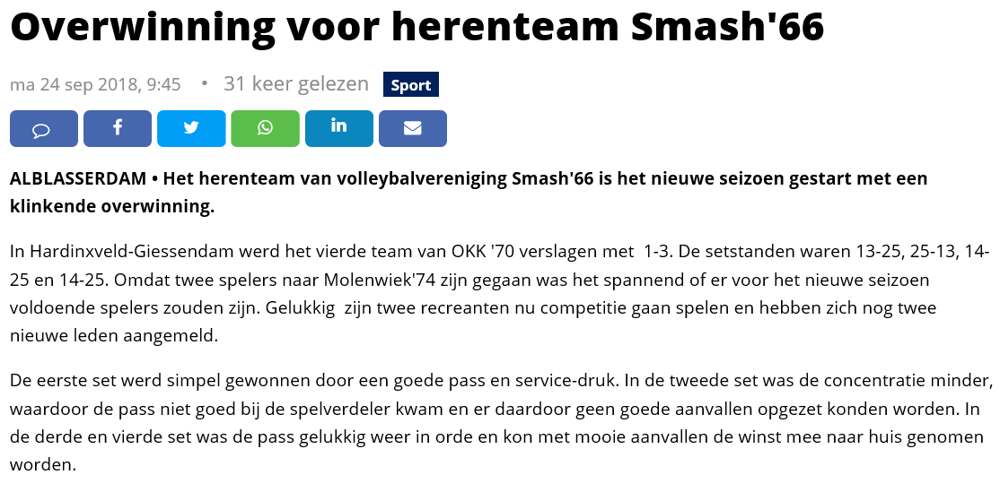 Overwinning voor herenteam Smash'66
ma 24 sep 2018, 9:45 • 31 keer gelezen Sport
ALBLASSERDAM • Het herenteam van volleybalvereniging Smash'66 is het nieuwe seizoen gestart met een
klinkende overwinning.
In Hardinxveld-Giessendam werd het vierde team van OKK '70 verslagen met  1-3. De setstanden waren 13-25, 25-13, 14-
25 en 14-25. Omdat twee spelers naar Molenwiek'74 zijn gegaan was het spannend of er voor het nieuwe seizoen
voldoende spelers zouden zijn. Gelukkig  zijn twee recreanten nu competitie gaan spelen en hebben zich nog twee
nieuwe leden aangemeld.
De eerste set werd simpel gewonnen door een goede pass en service-druk. In de tweede set was de concentratie minder,
waardoor de pass niet goed bij de spelverdeler kwam en er daardoor geen goede aanvallen opgezet konden worden. In
de derde en vierde set was de pass gelukkig weer in orde en kon met mooie aanvallen de winst mee naar huis genomen
worden.